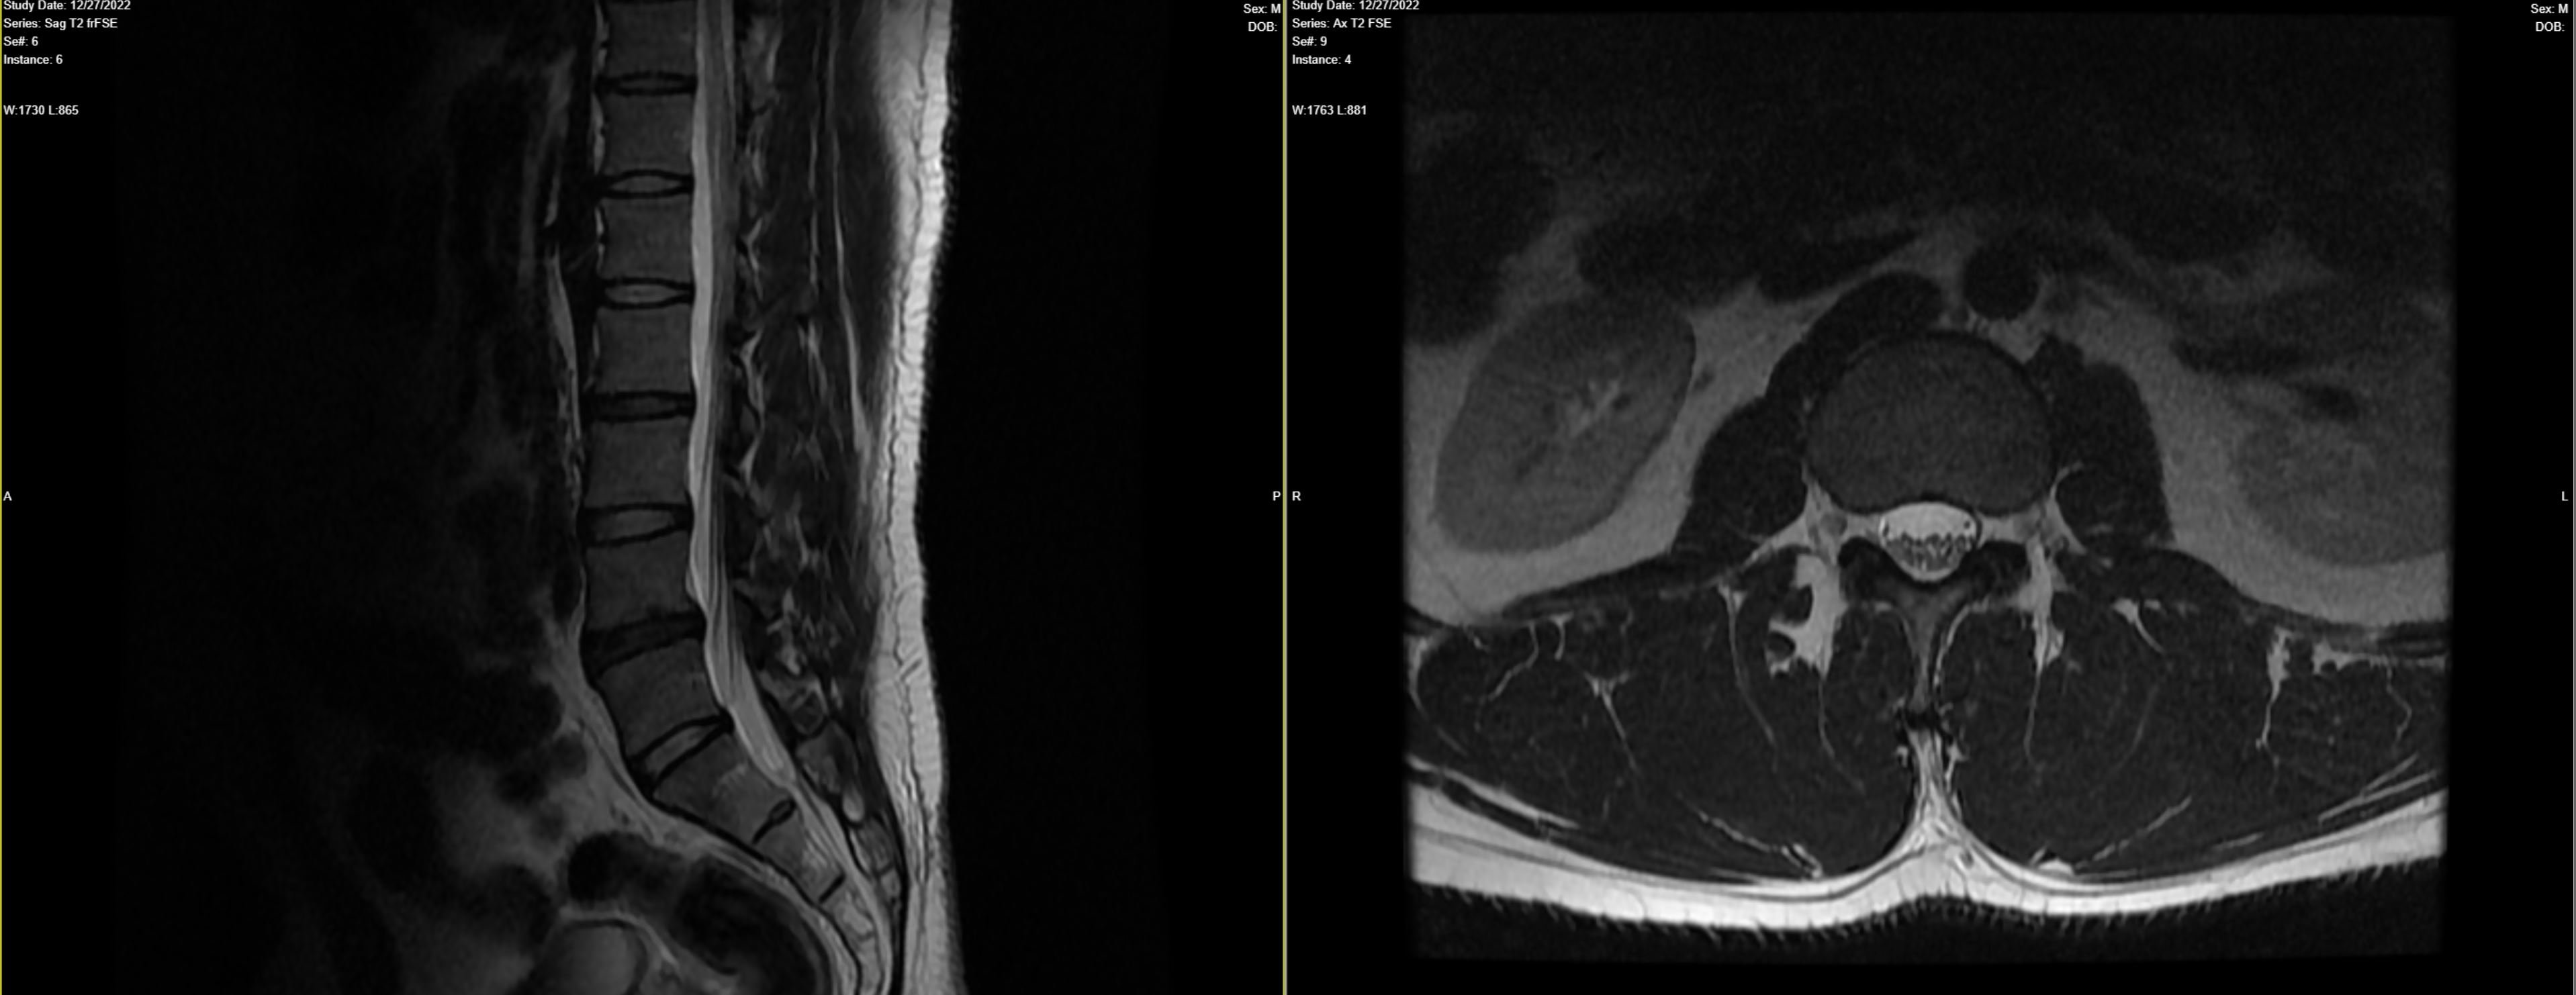 Study Date: 12/27/2022
Series: Sag T2 frFSE
Se#: 6
Instance: 6
W:1730 L:865
Sex: M
DOB:
A
P
Study Date: 12/27/2022
Series: Ax T2 FSE
Se#: 9
Instance: 4
W:1763 L:881
Sex: M
DOB:
R
L